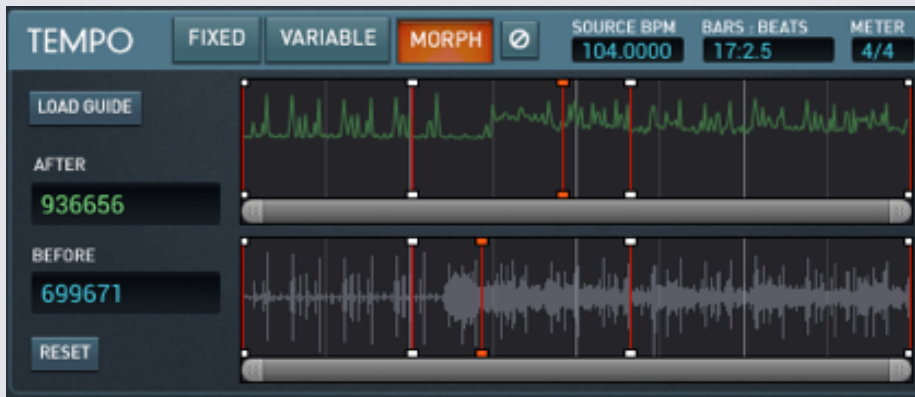 TEMPO FIXED VARIABLE MORPH SOURCE BPM BARS : BEATS METER
104.0000 17:2.5 4/4
LOAD GUIDE
AFTER
936656
BEFORE
699671
RESET